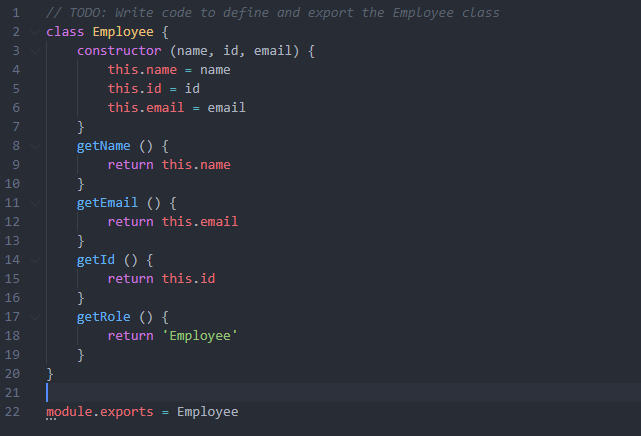 1 // TODO: Write code to define and export the Employee class
2 class Employee {
3     constructor (name, id, email) {
4         this.name = name
5         this.id = id
6         this.email = email
7     }
8     getName () {
9         return this.name
10     }
11     getEmail () {
12         return this.email
13     }
14     getId () {
15         return this.id
16     }
17     getRole () {
18         return 'Employee'
19     }
20 }
21
22 module.exports = Employee